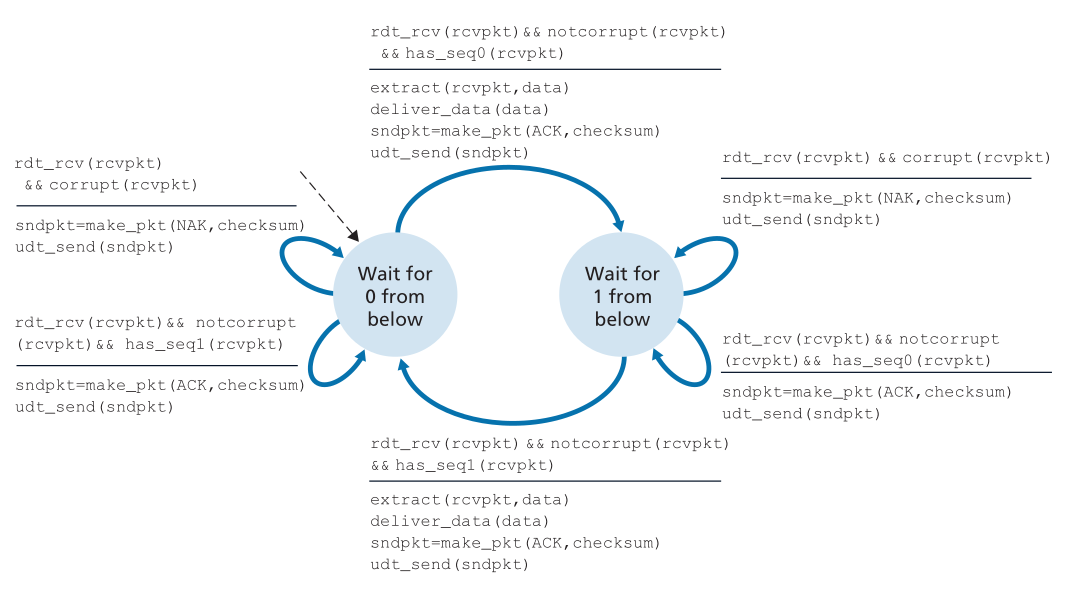 rdt_rcv(rcvpkt)&& notcorrupt(rcvpkt)
&& has_seq0(rcvpkt)
extract(rcvpkt,data)
deliver_data(data)
sndpkt=make_pkt(ACK,checksum)
udt_send(sndpkt)
rdt_rcv(rcvpkt)
&& corrupt(rcvpkt)
sndpkt=make_pkt(NAK,checksum)
udt_send(sndpkt)
rdt_rcv(rcvpkt) && corrupt(rcvpkt)
sndpkt=make_pkt(NAK,checksum)
udt_send(sndpkt)
Wait for
0 from
below
Wait for
1 from
below
rdt_rcv(rcvpkt)&& notcorrupt
(rcvpkt)&& has_seq1(rcvpkt)
sndpkt=make_pkt(ACK,checksum)
udt_send(sndpkt)
rdt_rcv(rcvpkt)&& notcorrupt
(rcvpkt)&& has_seq0(rcvpkt)
sndpkt=make_pkt(ACK,checksum)
udt_send(sndpkt)
rdt_rcv(rcvpkt) && notcorrupt(rcvpkt)
&& has_seq1(rcvpkt)
extract(rcvpkt,data)
deliver_data(data)
sndpkt=make_pkt(ACK,checksum)
udt_send(sndpkt)